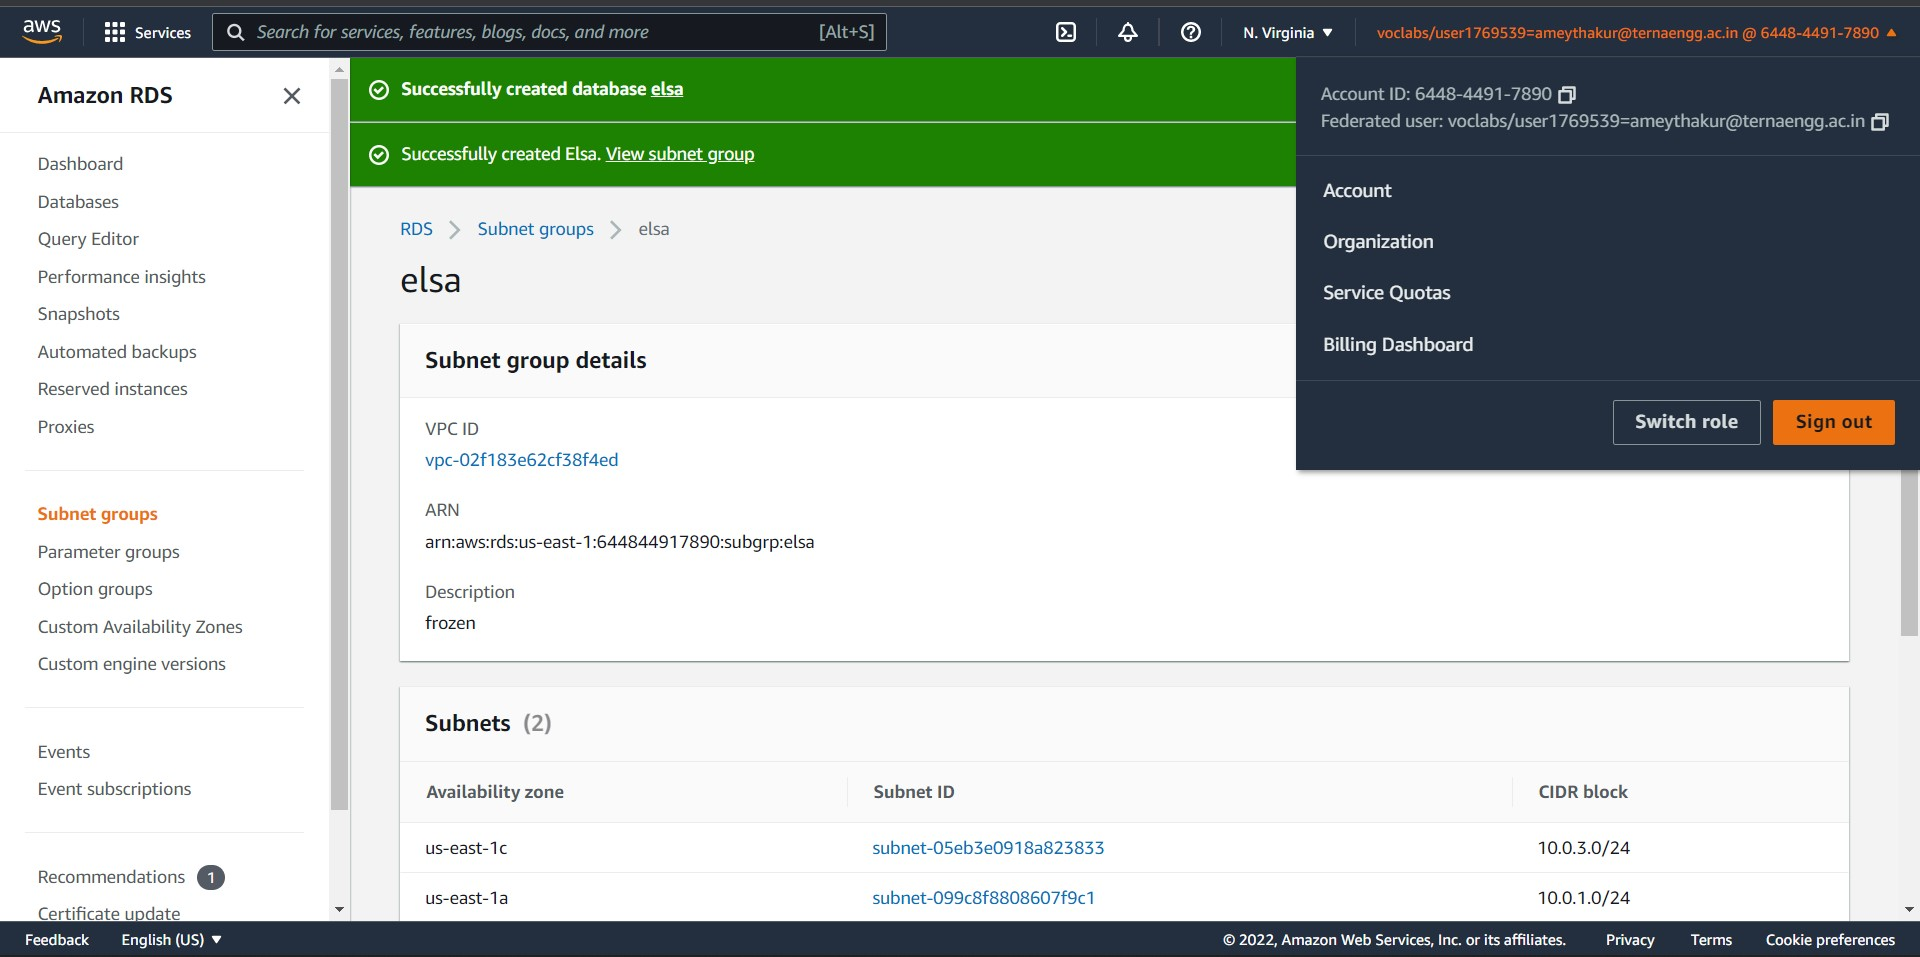 aws
Services
Search for services, features, blogs, docs, and more [Alt+S]
N. Virginia
voclabs/user1769539=ameythakur@ternaengg.ac.in @ 6448-4491-7890
Account ID: 6448-4491-7890
Federated user: voclabs/user1769539=ameythakur@ternaengg.ac.in
Account
Organization
Service Quotas
Billing Dashboard
Switch role
Sign out
Amazon RDS
Dashboard
Databases
Query Editor
Performance insights
Snapshots
Automated backups
Reserved instances
Proxies
Subnet groups
Parameter groups
Option groups
Custom Availability Zones
Custom engine versions
Events
Event subscriptions
Recommendations 1
Certificate update
Successfully created database elsa
Successfully created Elsa. View subnet group
RDS Subnet groups elsa
elsa
Subnet group details
VPC ID
vpc-02f183e62cf38f4ed
ARN
arn:aws:rds:us-east-1:644844917890:subgrp:elsa
Description
frozen
Subnets (2)
Availability zone Subnet ID CIDR block
us-east-1c subnet-05eb3e0918a823833 10.0.3.0/24
us-east-1a subnet-099c8f8808607f9c1 10.0.1.0/24
Feedback English (US) © 2022, Amazon Web Services, Inc. or its affiliates. Privacy Terms Cookie preferences